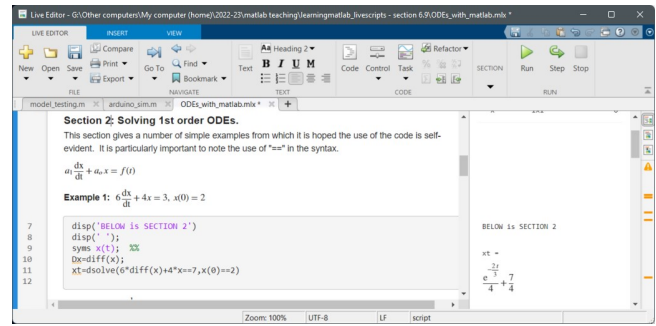 Live Editor - G:\Other computers\My computer (home)\2022-23\matlab teaching\learningmatlab_livescripts - section 6.9\ODEs_with_matlab.mlx *
LIVE EDITOR INSERT VIEW
New Open Save Compare Print Export
Go To Find Bookmark
Text Aa Heading 2 B I U M
Code Control Task Refactor
SECTION Run Step Stop
FILE NAVIGATE TEXT CODE RUN
model_testing.m arduino_sim.m ODEs_with_matlab.mlx * +
Section 2: Solving 1st order ODEs.
This section gives a number of simple examples from which it is hoped the use of the code is self-
evident. It is particularly important to note the use of "==" in the syntax.
a₁ dx/dt + aₒx = f(t)
Example 1: 6 dx/dt + 4x = 3, x(0) = 2
7 disp('BELOW is SECTION 2')
8 disp(' ');
9 syms x(t); %%
10 Dx=diff(x);
11 xt=dsolve(6*diff(x)+4*x==7,x(0)==2)
12
BELOW is SECTION 2
xt =
e^(-2t/3)/4 + 7/4
Zoom: 100% UTF-8 LF script